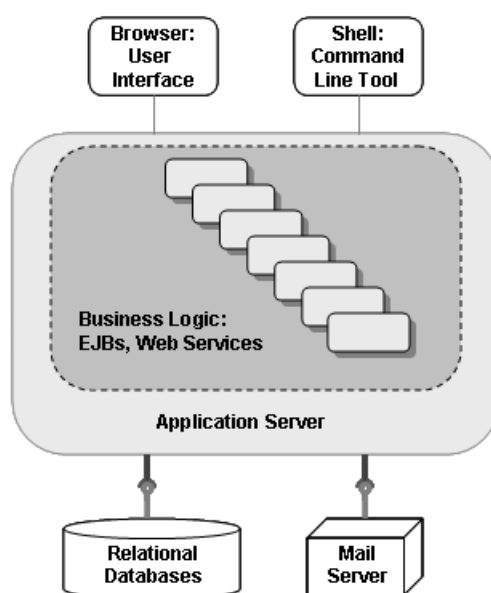 Browser:
User
Interface
Shell:
Command
Line Tool
Business Logic:
EJBs, Web Services
Application Server
Relational
Databases
Mail
Server